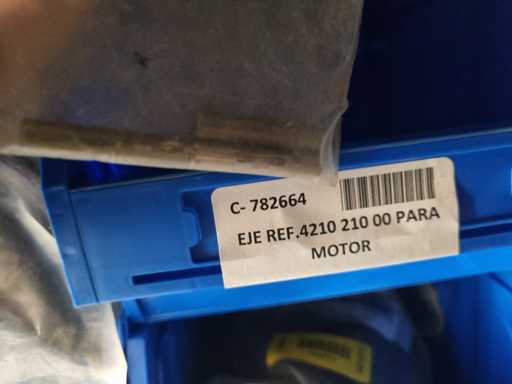 C- 782664
EJE REF.4210 210 00 PARA
MOTOR